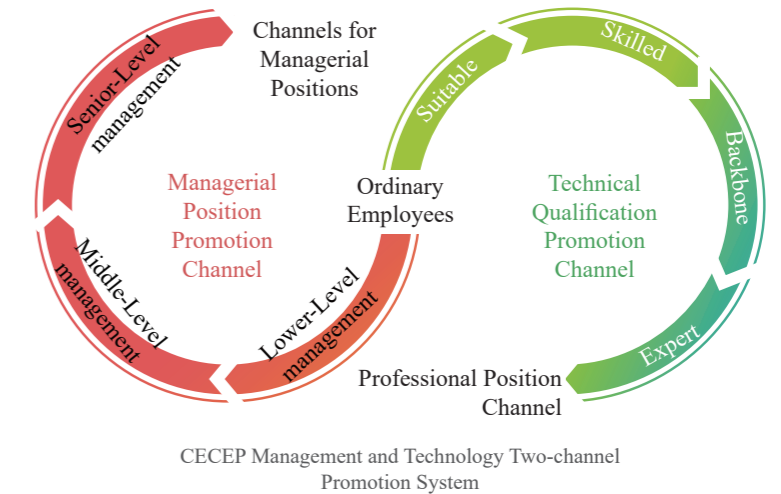 Channels for
Managerial
Positions
Senior-Level
management
Managerial
Position
Promotion
Channel
Middle-Level
management
Lower-Level
management
Ordinary
Employees
Suitable
Skilled
Backbone
Expert
Technical
Qualification
Promotion
Channel
Professional Position
Channel
CECEP Management and Technology Two-channel
Promotion System